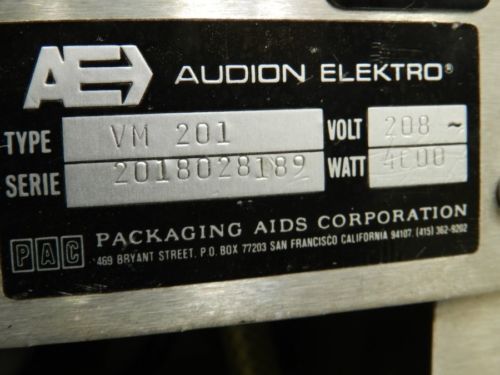 AE AUDION ELEKTRO®
TYPE VM 201 VOLT 208 ~
SERIE 2018028189 WATT
PAC PACKAGING AIDS CORPORATION
469 BRYANT STREET, P.O. BOX 77203 SAN FRANCISCO CALIFORNIA 94107 (415) 362-9202